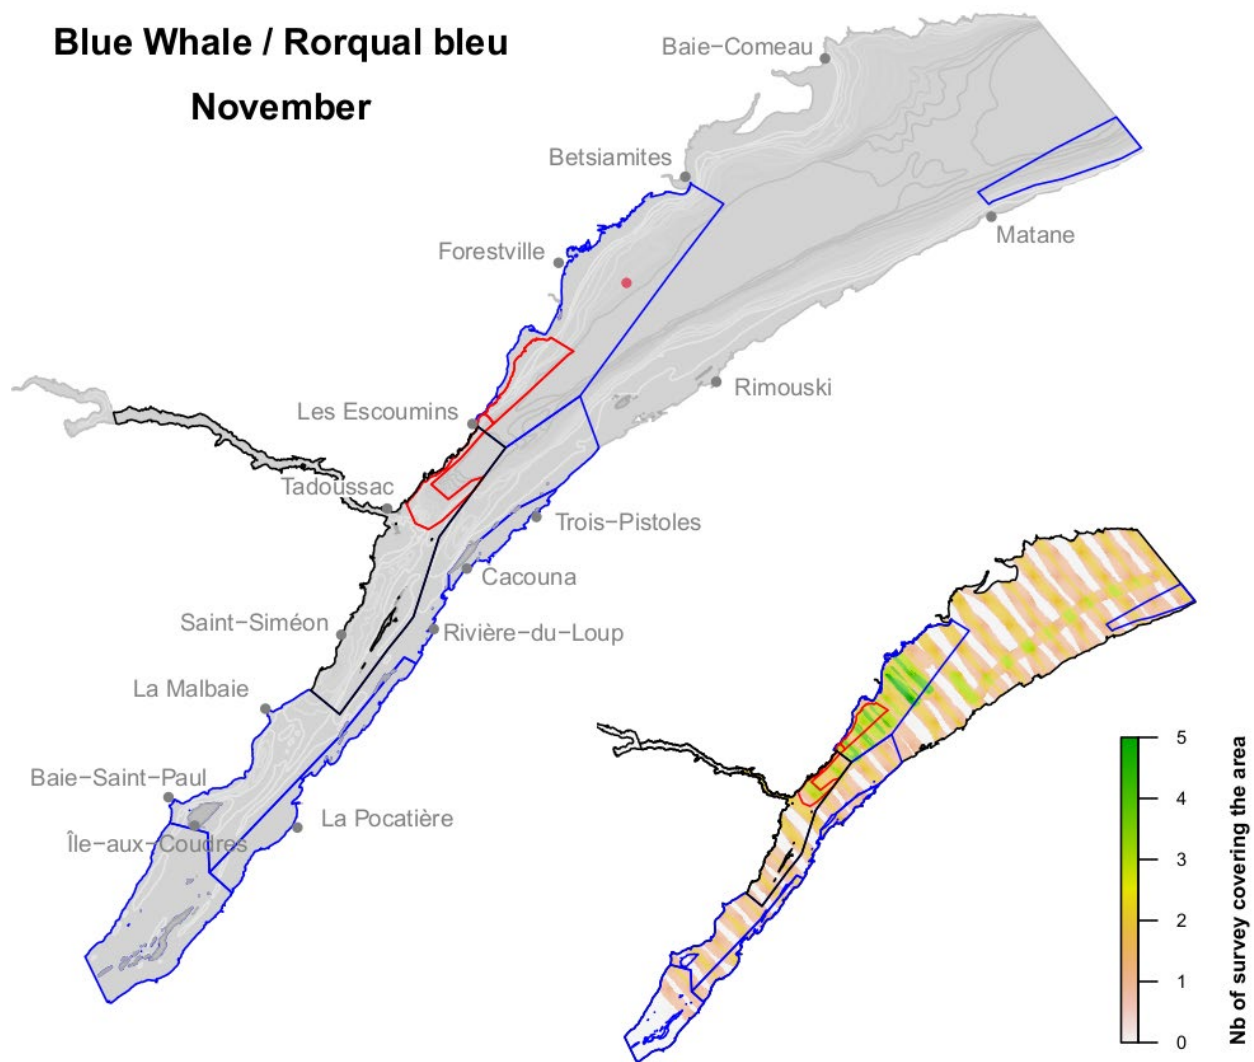 Blue Whale / Rorqual bleu
November
Baie−Comeau
Betsiamites
Forestville
Matane
Rimouski
Les Escoumins
Tadoussac
Trois−Pistoles
Cacouna
Saint−Siméon
Rivière−du−Loup
La Malbaie
Baie−Saint−Paul
La Pocatière
Île−aux−Coudres
5
4
3
2
1
0
Nb of survey covering the area